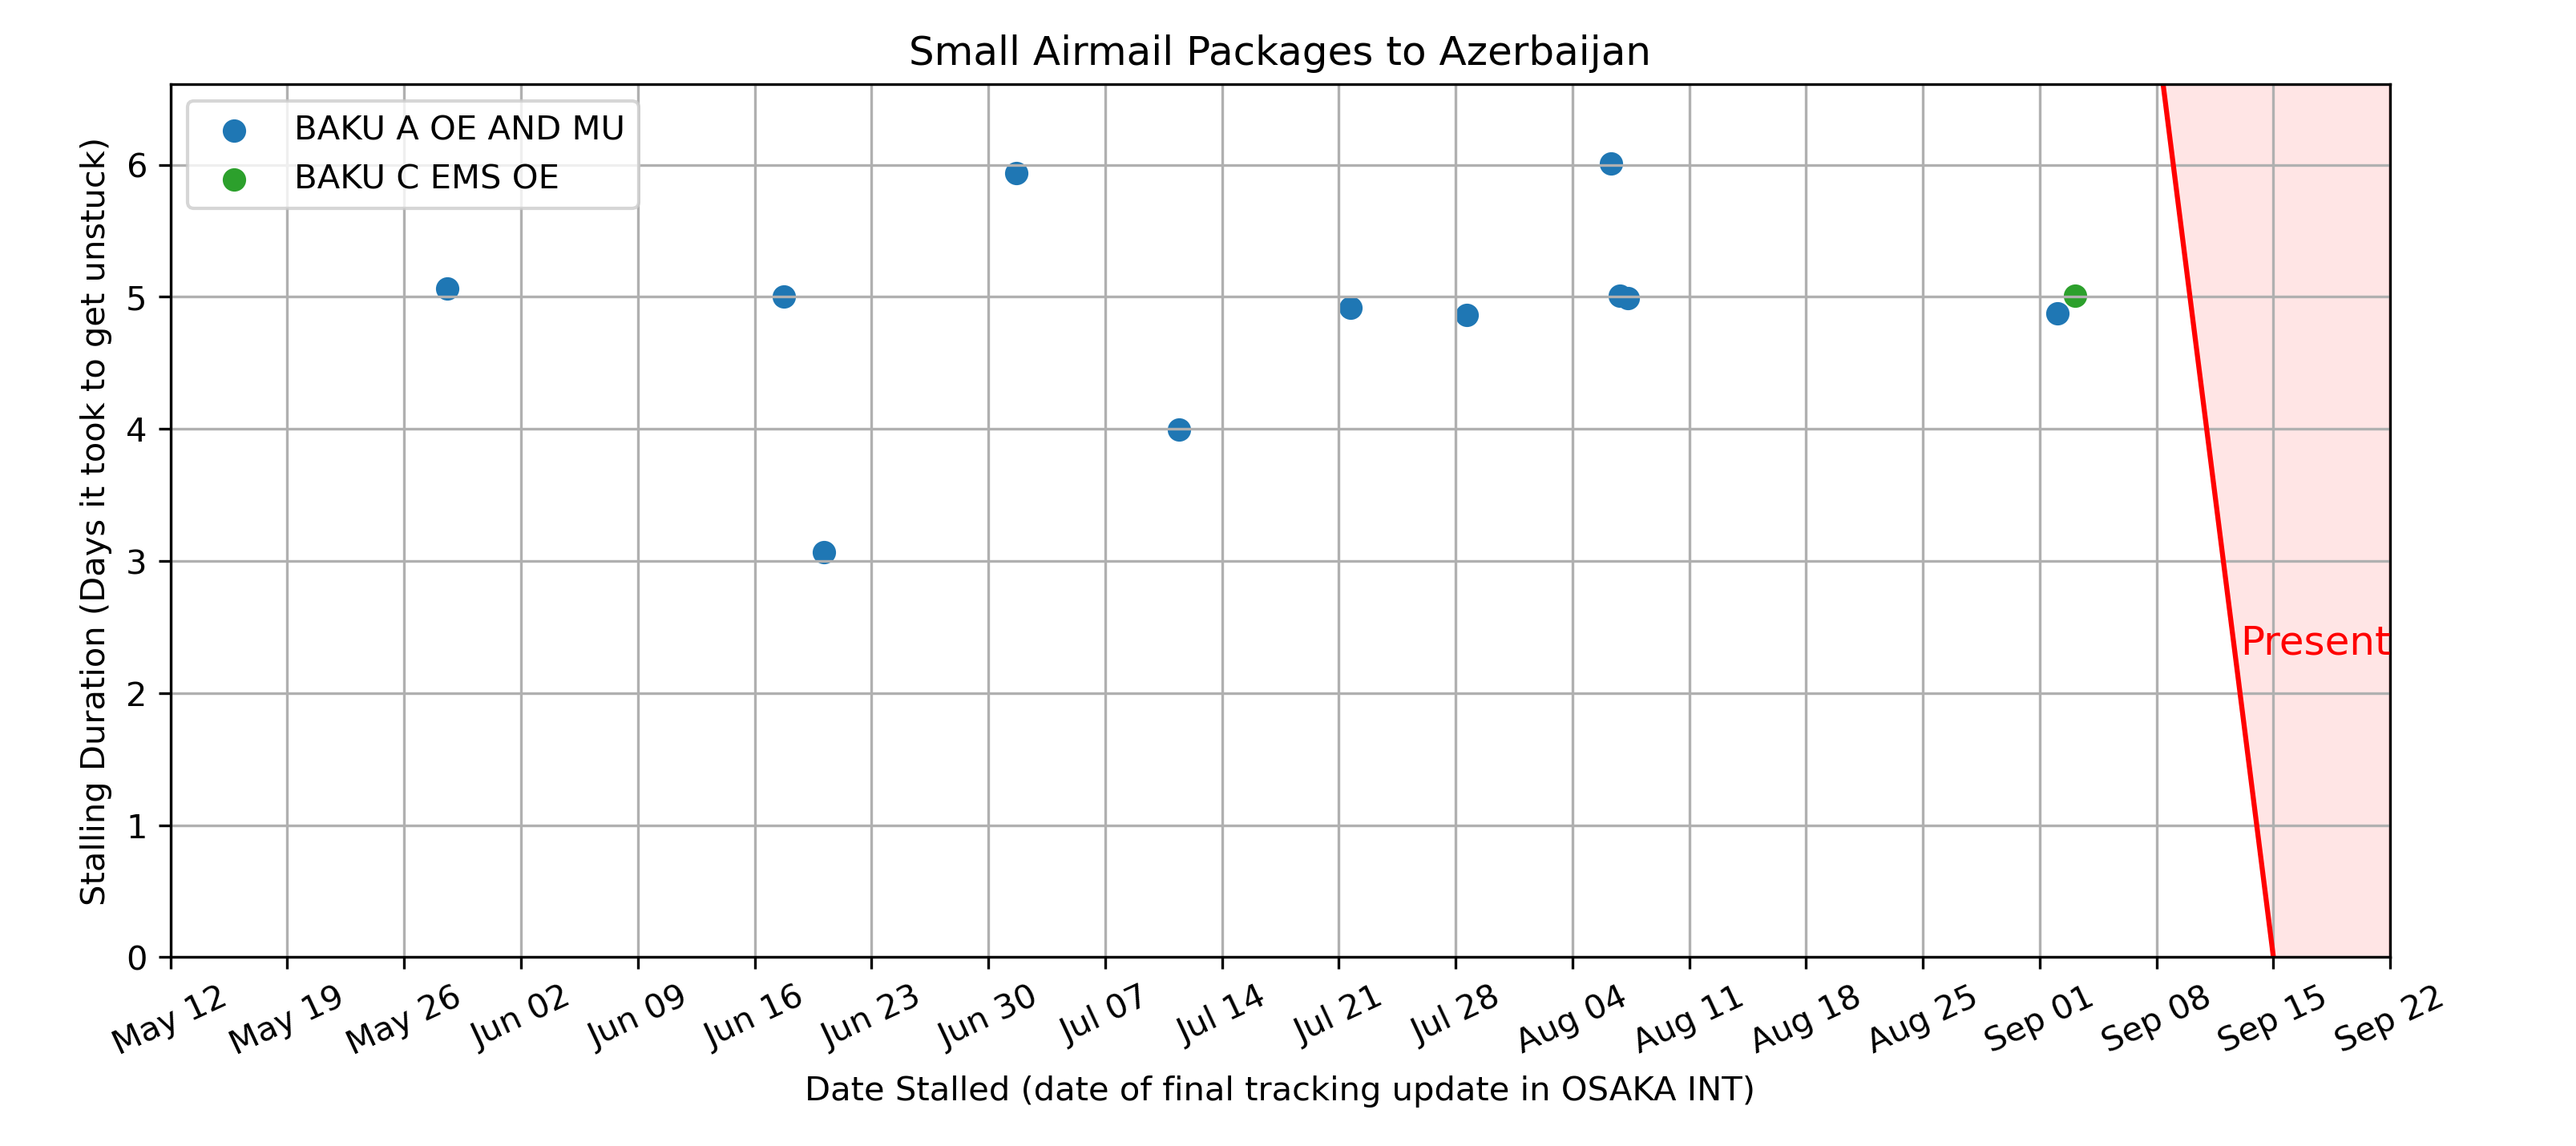 Small Airmail Packages to Azerbaijan
BAKU A OE AND MU
BAKU C EMS OE
Stalling Duration (Days it took to get unstuck)
6
5
4
3
2
1
0
Present
May 12
May 19
May 26
Jun 02
Jun 09
Jun 16
Jun 23
Jun 30
Jul 07
Jul 14
Jul 21
Jul 28
Aug 04
Aug 11
Aug 18
Aug 25
Sep 01
Sep 08
Sep 15
Sep 22
Date Stalled (date of final tracking update in OSAKA INT)